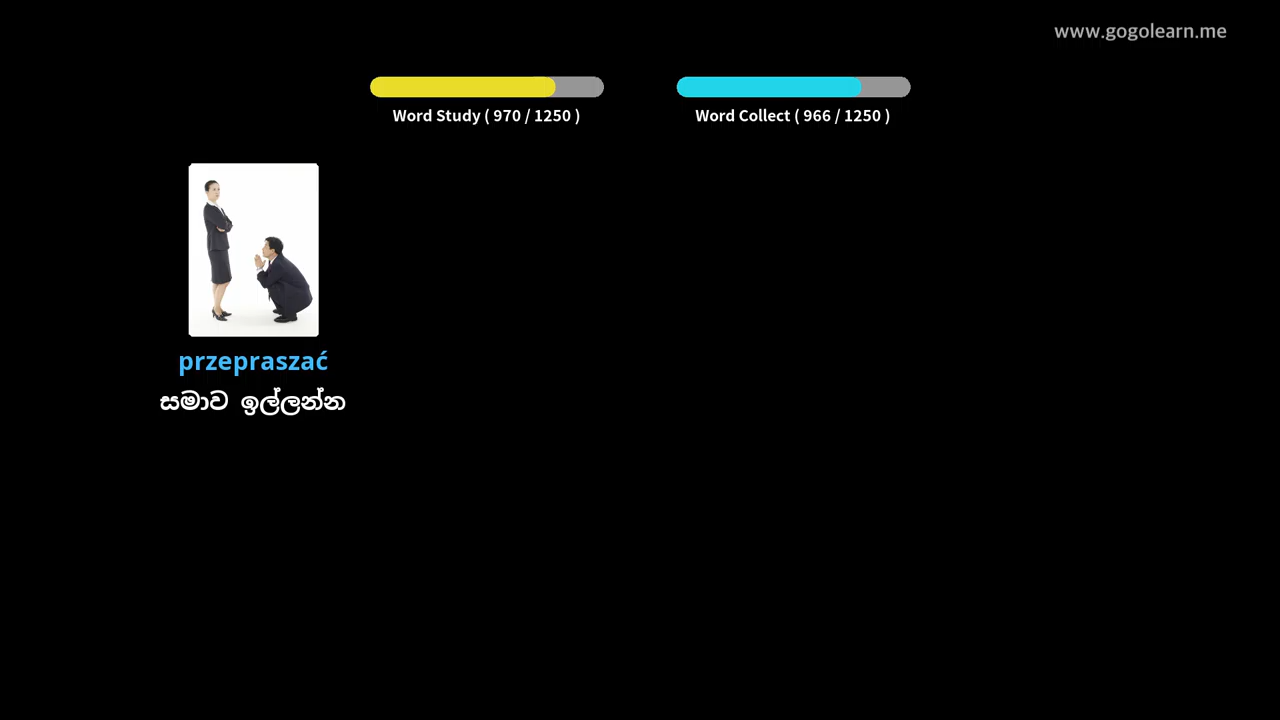 www.gogolearn.me
Word Study ( 970 / 1250 )
Word Collect ( 966 / 1250 )
przepraszać
සමාව ඉල්ලන්න